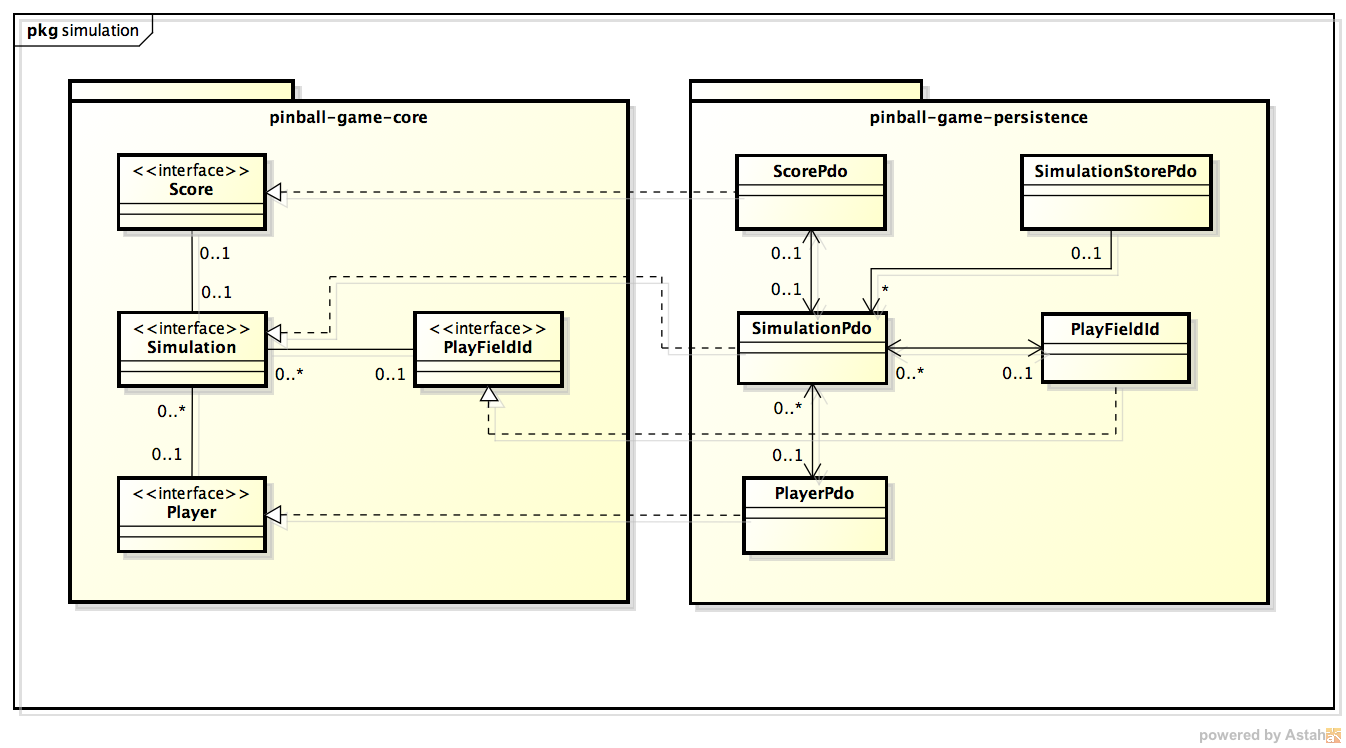 pkg simulation
pinball-game-core
<<interface>>
Score
0..1
0..1
<<interface>>
Simulation
<<interface>>
PlayFieldId
0..*
0..1
0..*
0..1
<<interface>>
Player
pinball-game-persistence
ScorePdo
SimulationStorePdo
0..1
0..1
0..1
*
SimulationPdo
PlayFieldId
0..*
0..1
0..*
0..1
PlayerPdo
powered by Astah